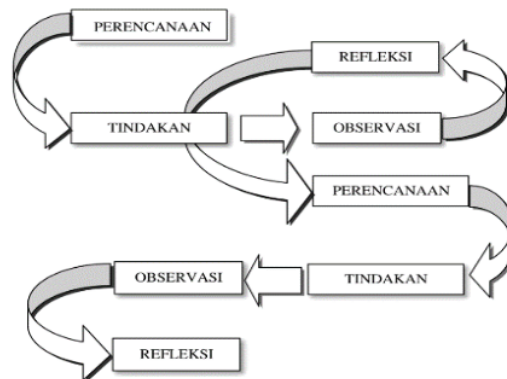 PERENCANAAN
REFLEKSI
TINDAKAN
OBSERVASI
PERENCANAAN
OBSERVASI
TINDAKAN
REFLEKSI